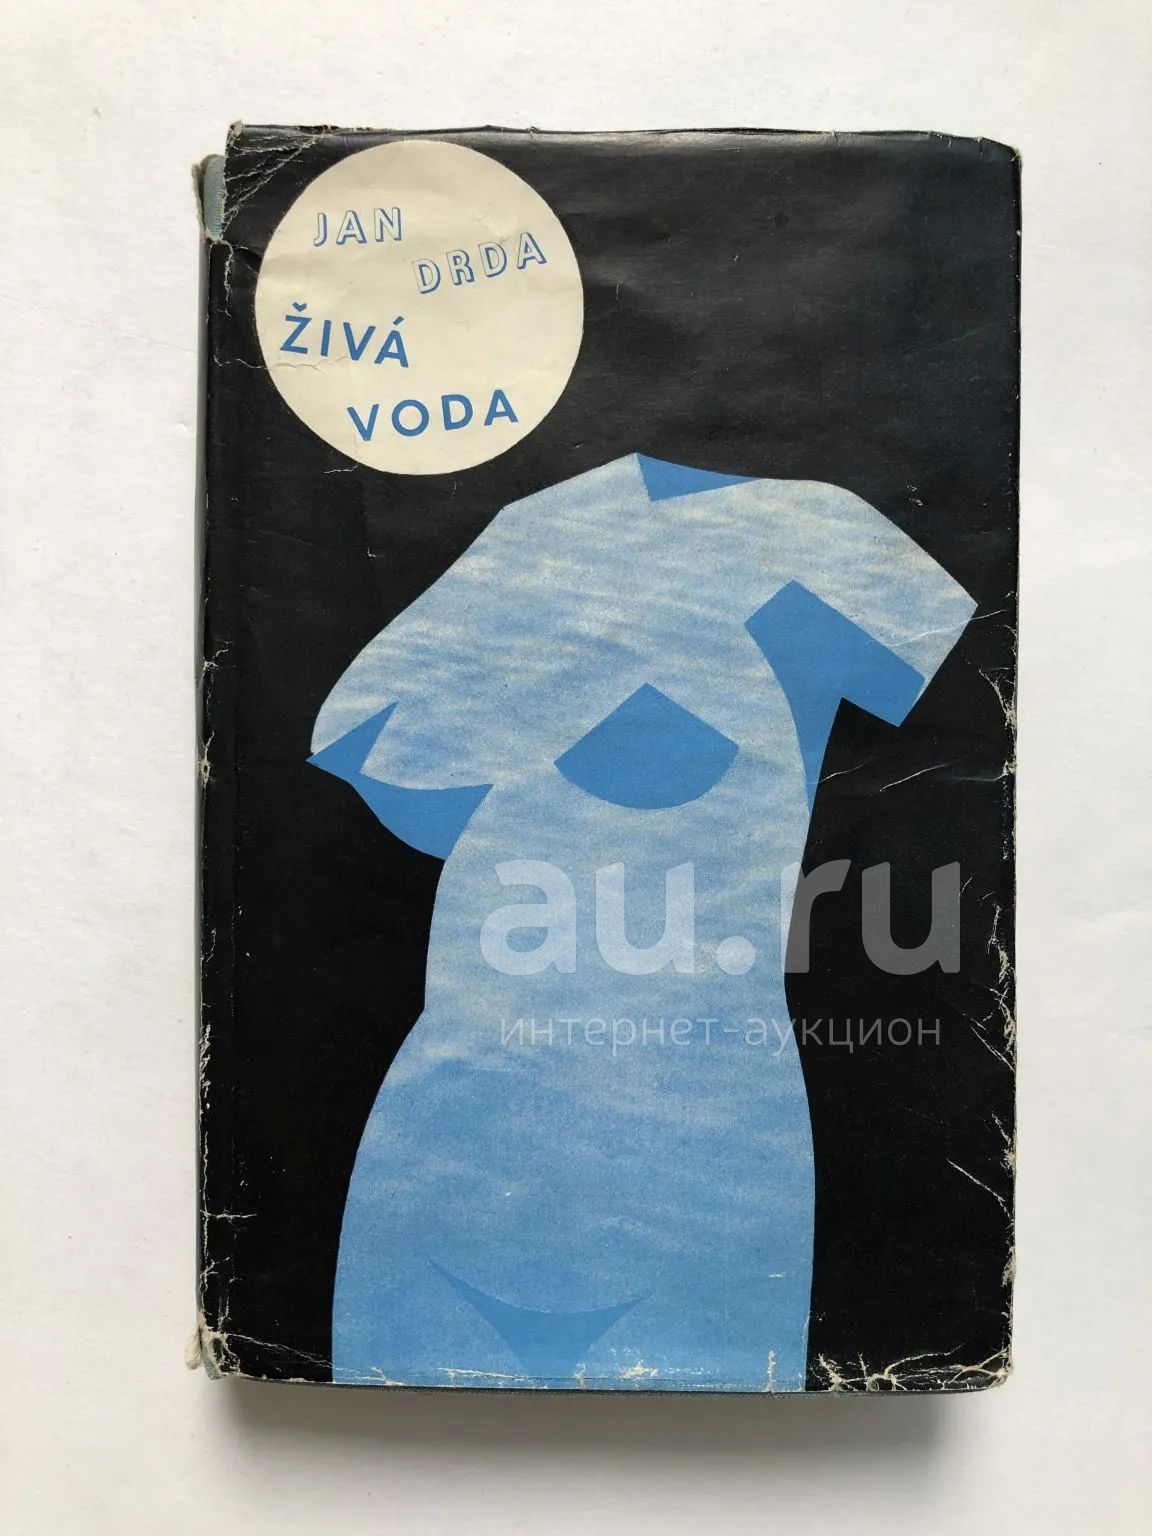 JAN
DRDA
ŽIVÁ
VODA
au.ru
интернет-аукцион